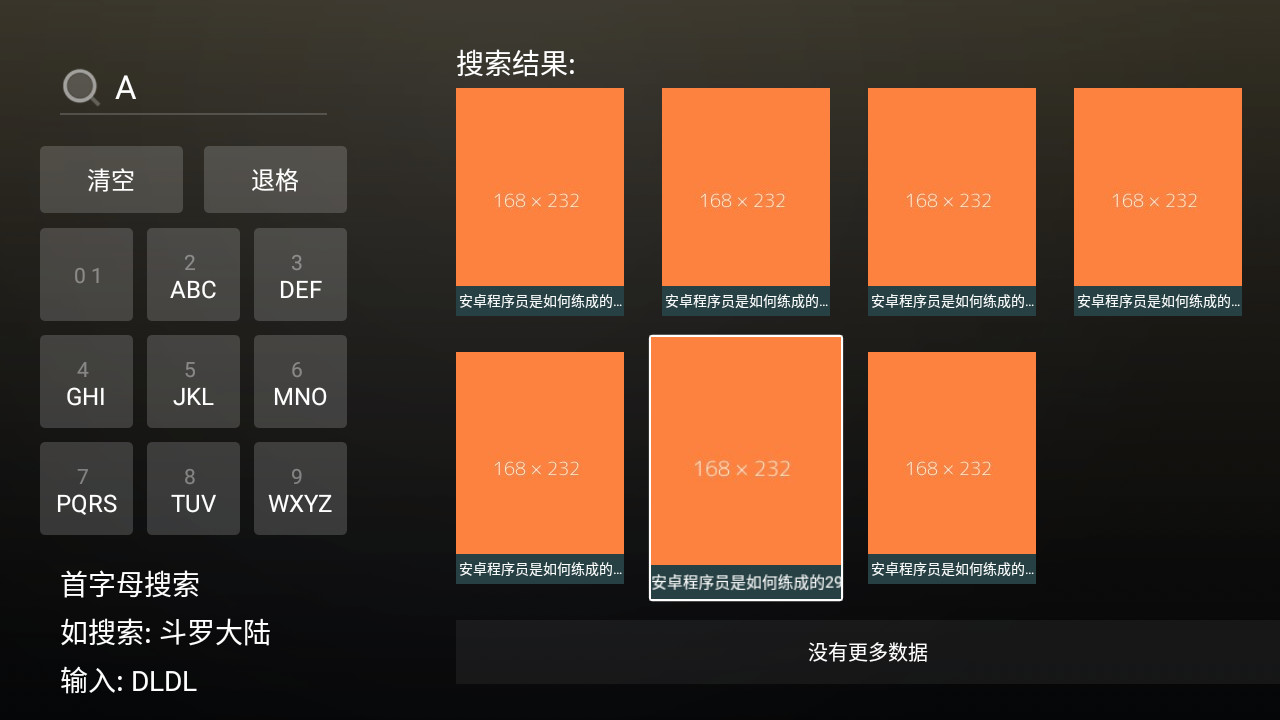 A
清空
退格
0 1
2
ABC
3
DEF
4
GHI
5
JKL
6
MNO
7
PQRS
8
TUV
9
WXYZ
首字母搜索
如搜索: 斗罗大陆
输入: DLDL
搜索结果:
168 × 232
168 × 232
168 × 232
168 × 232
安卓程序员是如何练成的...
安卓程序员是如何练成的...
安卓程序员是如何练成的...
安卓程序员是如何练成的...
168 × 232
168 × 232
168 × 232
安卓程序员是如何练成的...
安卓程序员是如何练成的29
安卓程序员是如何练成的...
没有更多数据